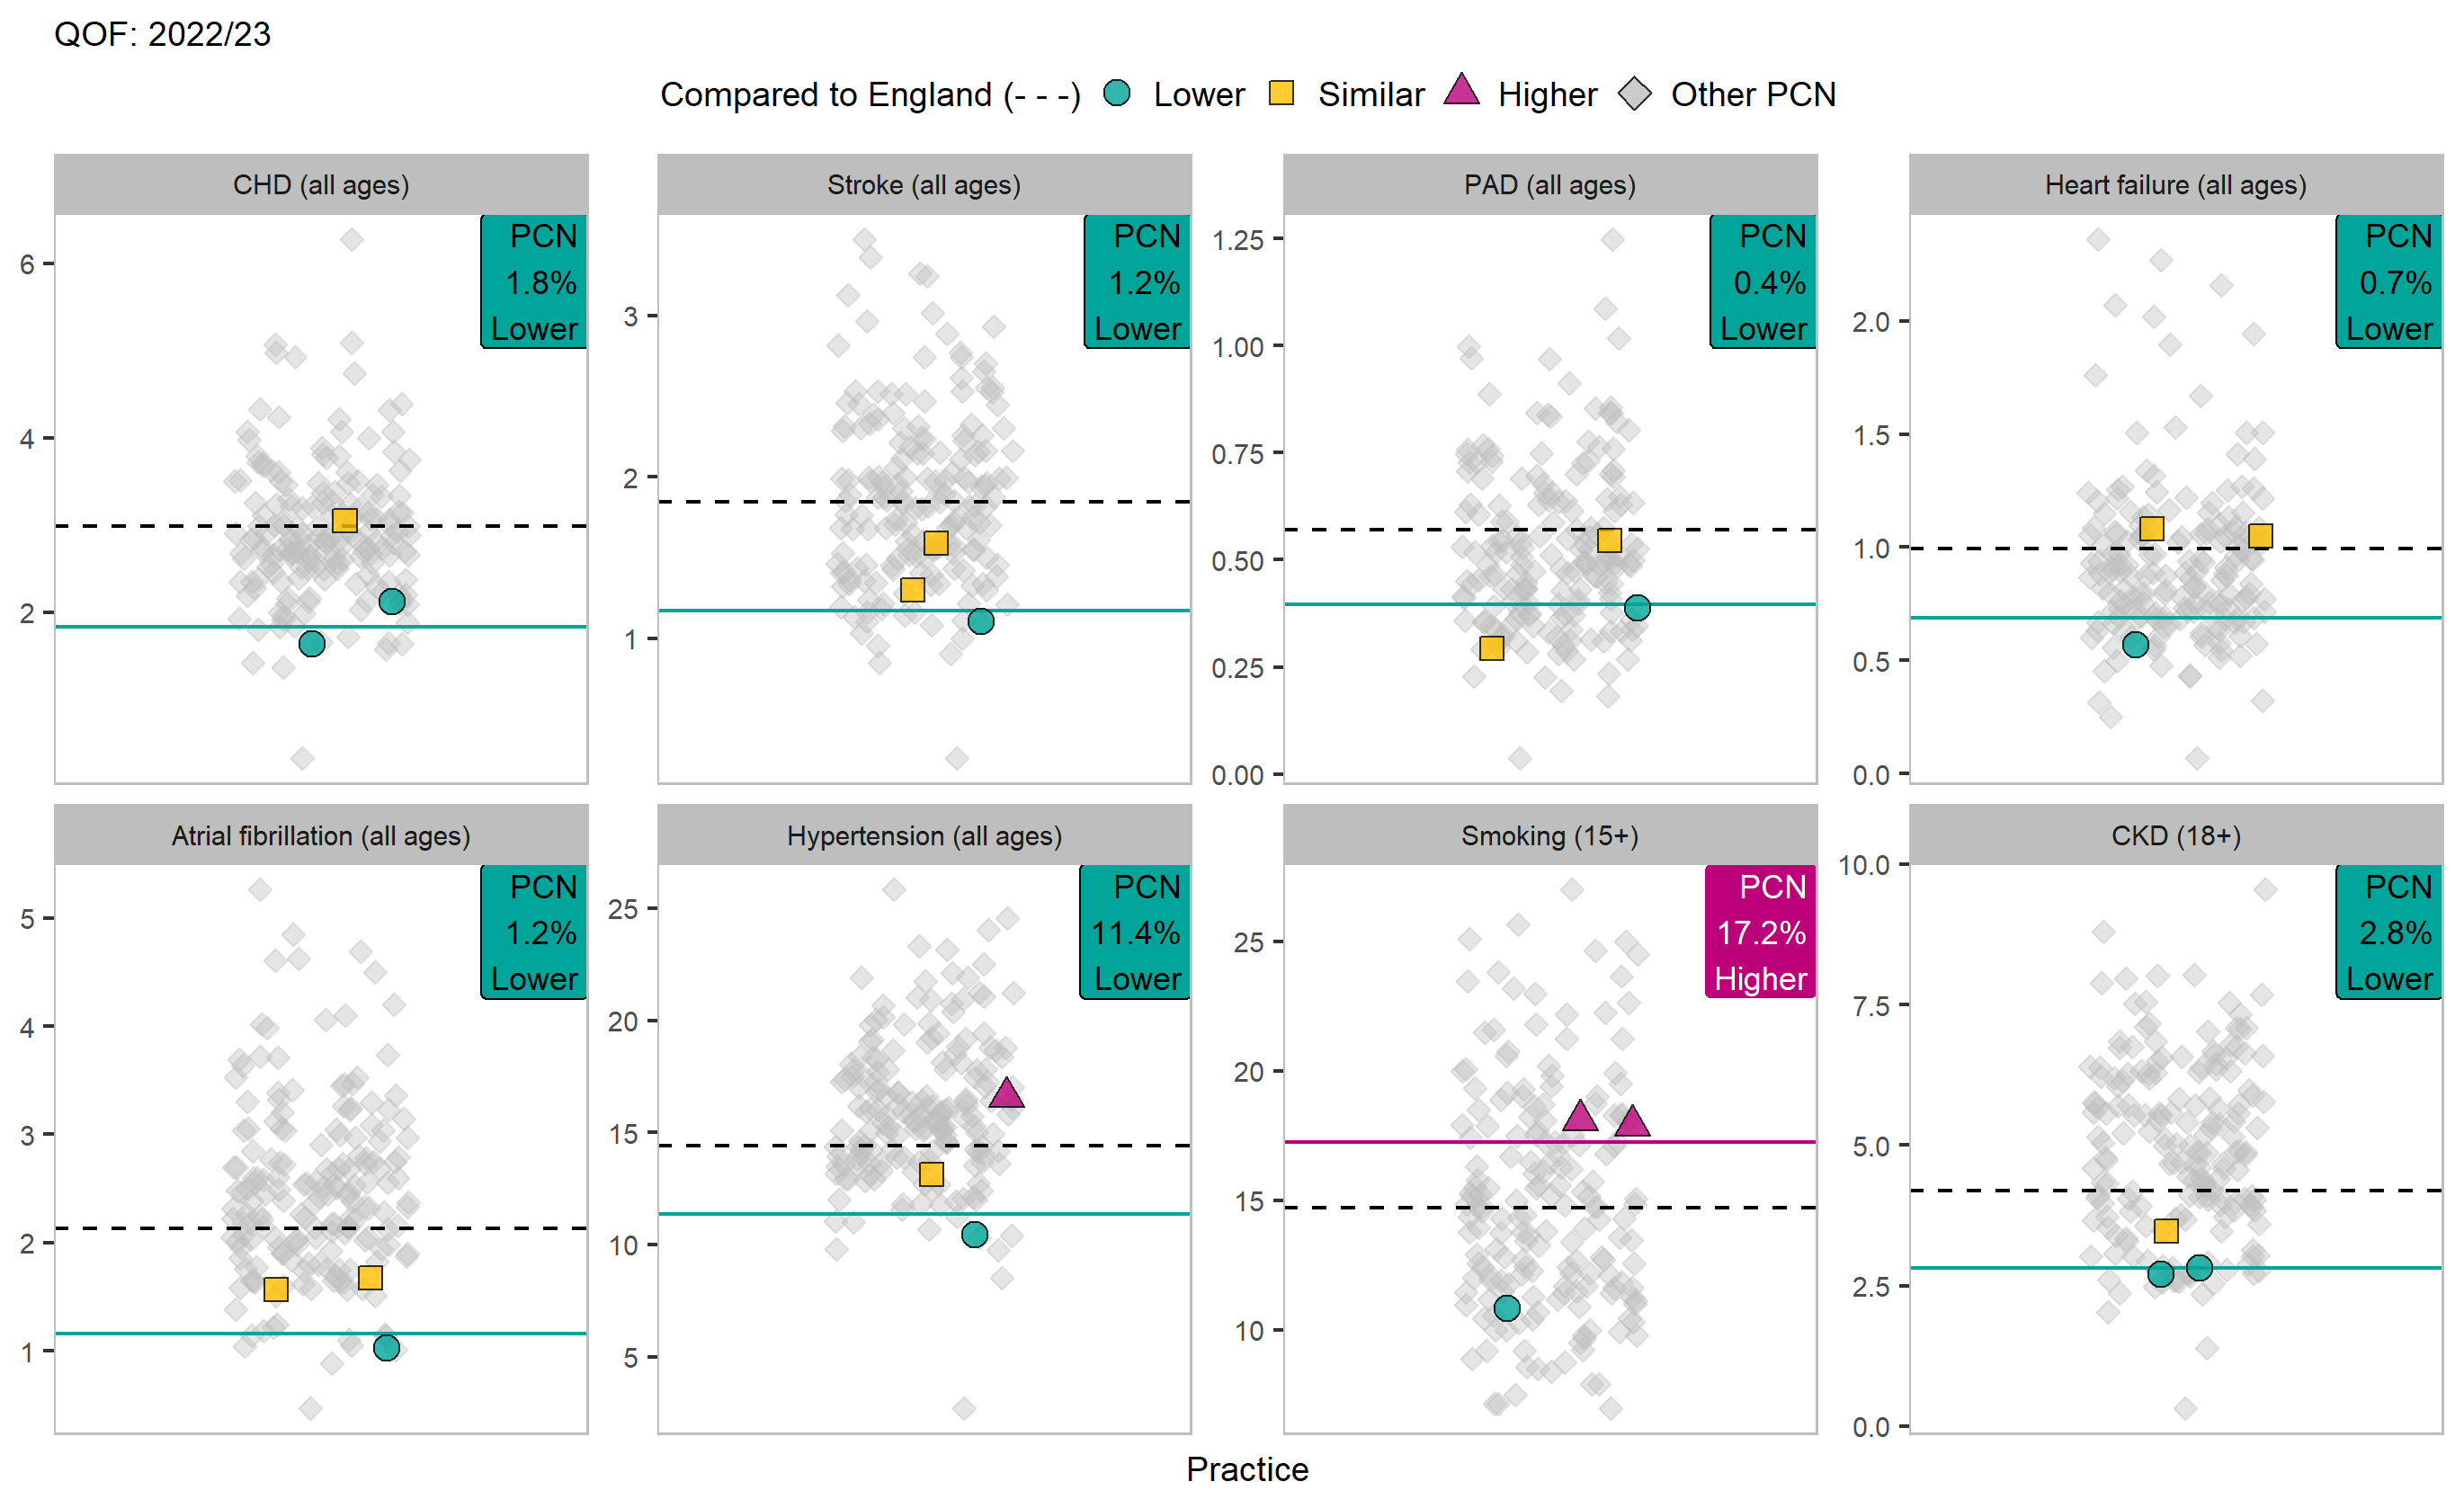 QOF: 2022/23
Compared to England (- - -) Lower Similar Higher Other PCN
CHD (all ages)
PCN
1.8%
Lower
6
4
2
Stroke (all ages)
PCN
1.2%
Lower
3
2
1
PAD (all ages)
PCN
0.4%
Lower
1.25
1.00
0.75
0.50
0.25
0.00
Heart failure (all ages)
PCN
0.7%
Lower
2.0
1.5
1.0
0.5
0.0
Atrial fibrillation (all ages)
PCN
1.2%
Lower
5
4
3
2
1
Hypertension (all ages)
PCN
11.4%
Lower
25
20
15
10
5
Smoking (15+)
PCN
17.2%
Higher
25
20
15
10
CKD (18+)
PCN
2.8%
Lower
10.0
7.5
5.0
2.5
0.0
Practice